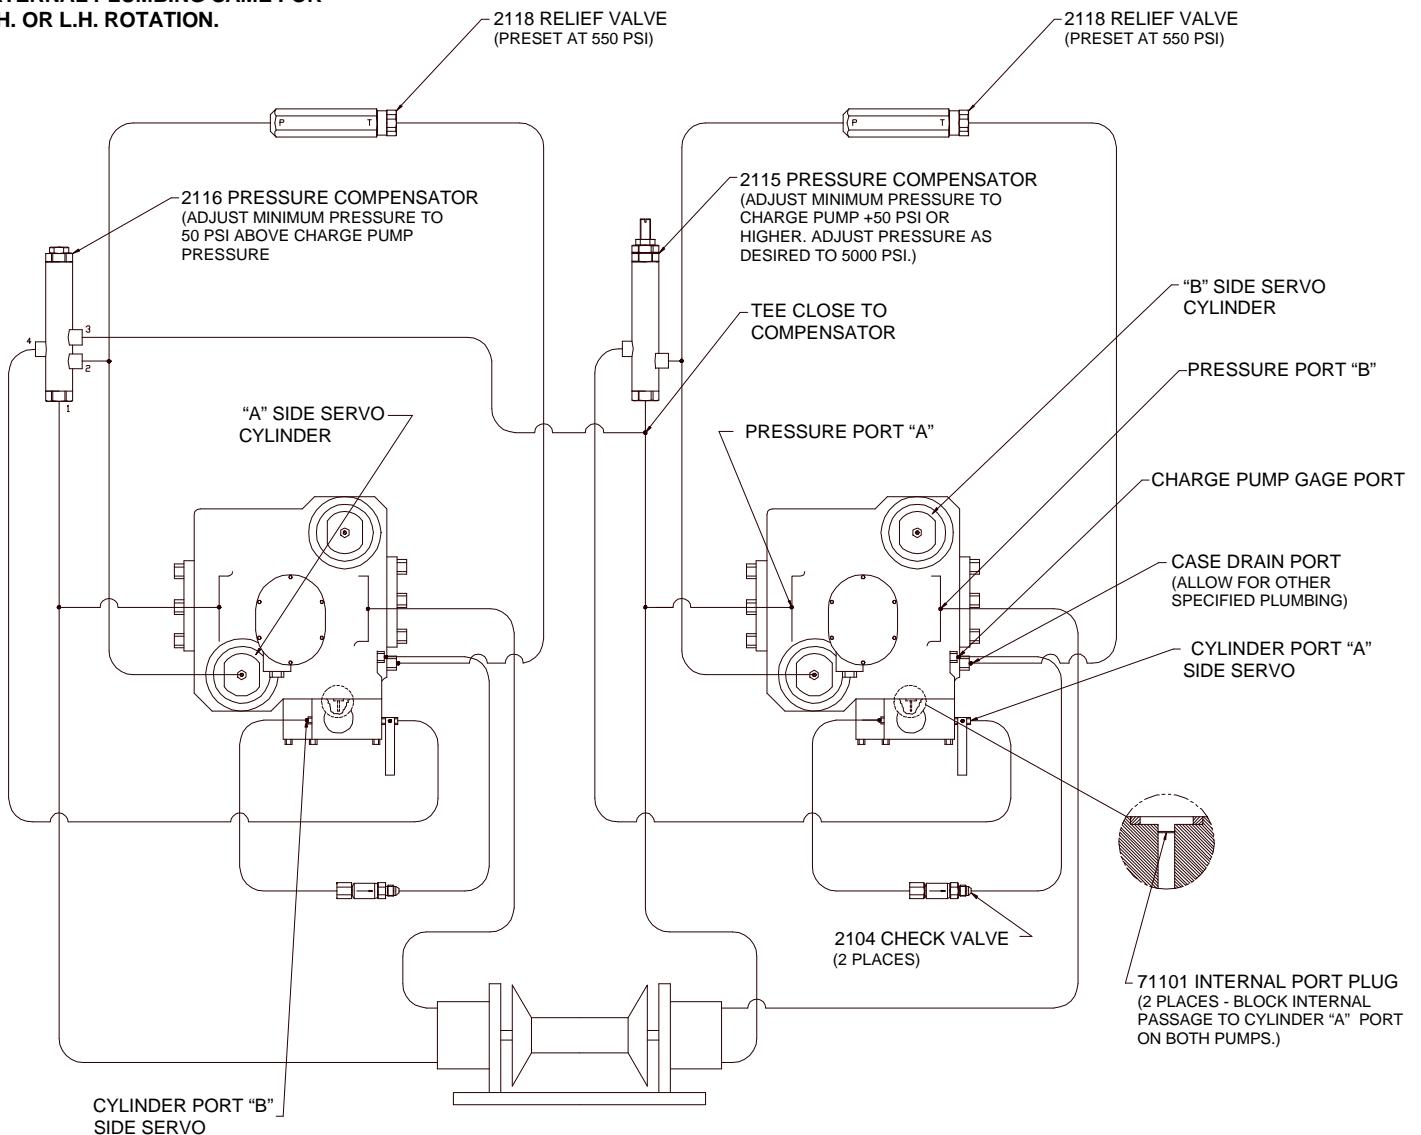 H. OR L.H. ROTATION.
2118 RELIEF VALVE
(PRESET AT 550 PSI)
2118 RELIEF VALVE
(PRESET AT 550 PSI)
P T
P T
2116 PRESSURE COMPENSATOR
(ADJUST MINIMUM PRESSURE TO
50 PSI ABOVE CHARGE PUMP
PRESSURE
2115 PRESSURE COMPENSATOR
(ADJUST MINIMUM PRESSURE TO
CHARGE PUMP +50 PSI OR
HIGHER. ADJUST PRESSURE AS
DESIRED TO 5000 PSI.)
"B" SIDE SERVO
CYLINDER
TEE CLOSE TO
COMPENSATOR
4
3
2
1
PRESSURE PORT "B"
"A" SIDE SERVO
CYLINDER
PRESSURE PORT "A"
CHARGE PUMP GAGE PORT
CASE DRAIN PORT
(ALLOW FOR OTHER
SPECIFIED PLUMBING)
CYLINDER PORT "A"
SIDE SERVO
2104 CHECK VALVE
(2 PLACES)
71101 INTERNAL PORT PLUG
(2 PLACES - BLOCK INTERNAL
PASSAGE TO CYLINDER "A" PORT
ON BOTH PUMPS.)
CYLINDER PORT "B"
SIDE SERVO